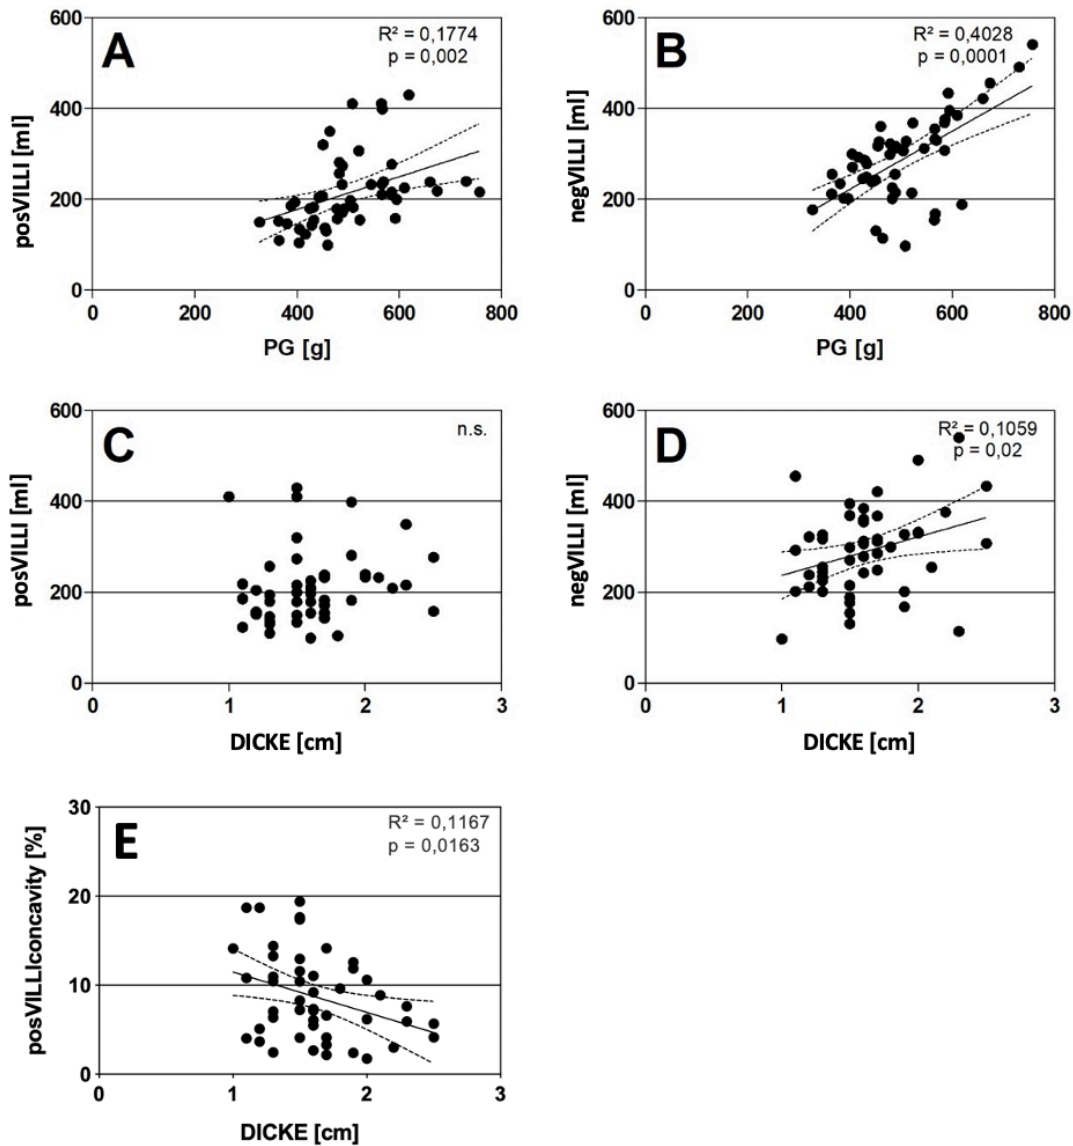 A
R² = 0,1774
p = 0,002
posVILLI [ml]
600
400
200
0
0 200 400 600 800
PG [g]
B
R² = 0,4028
p = 0,0001
negVILLI [ml]
600
400
200
0
0 200 400 600 800
PG [g]
C
n.s.
posVILLI [ml]
600
400
200
0
0 1 2 3
DICKE [cm]
D
R² = 0,1059
p = 0,02
negVILLI [ml]
600
400
200
0
0 1 2 3
DICKE [cm]
E
R² = 0,1167
p = 0,0163
posVILLIconcavity [%]
30
20
10
0
0 1 2 3
DICKE [cm]